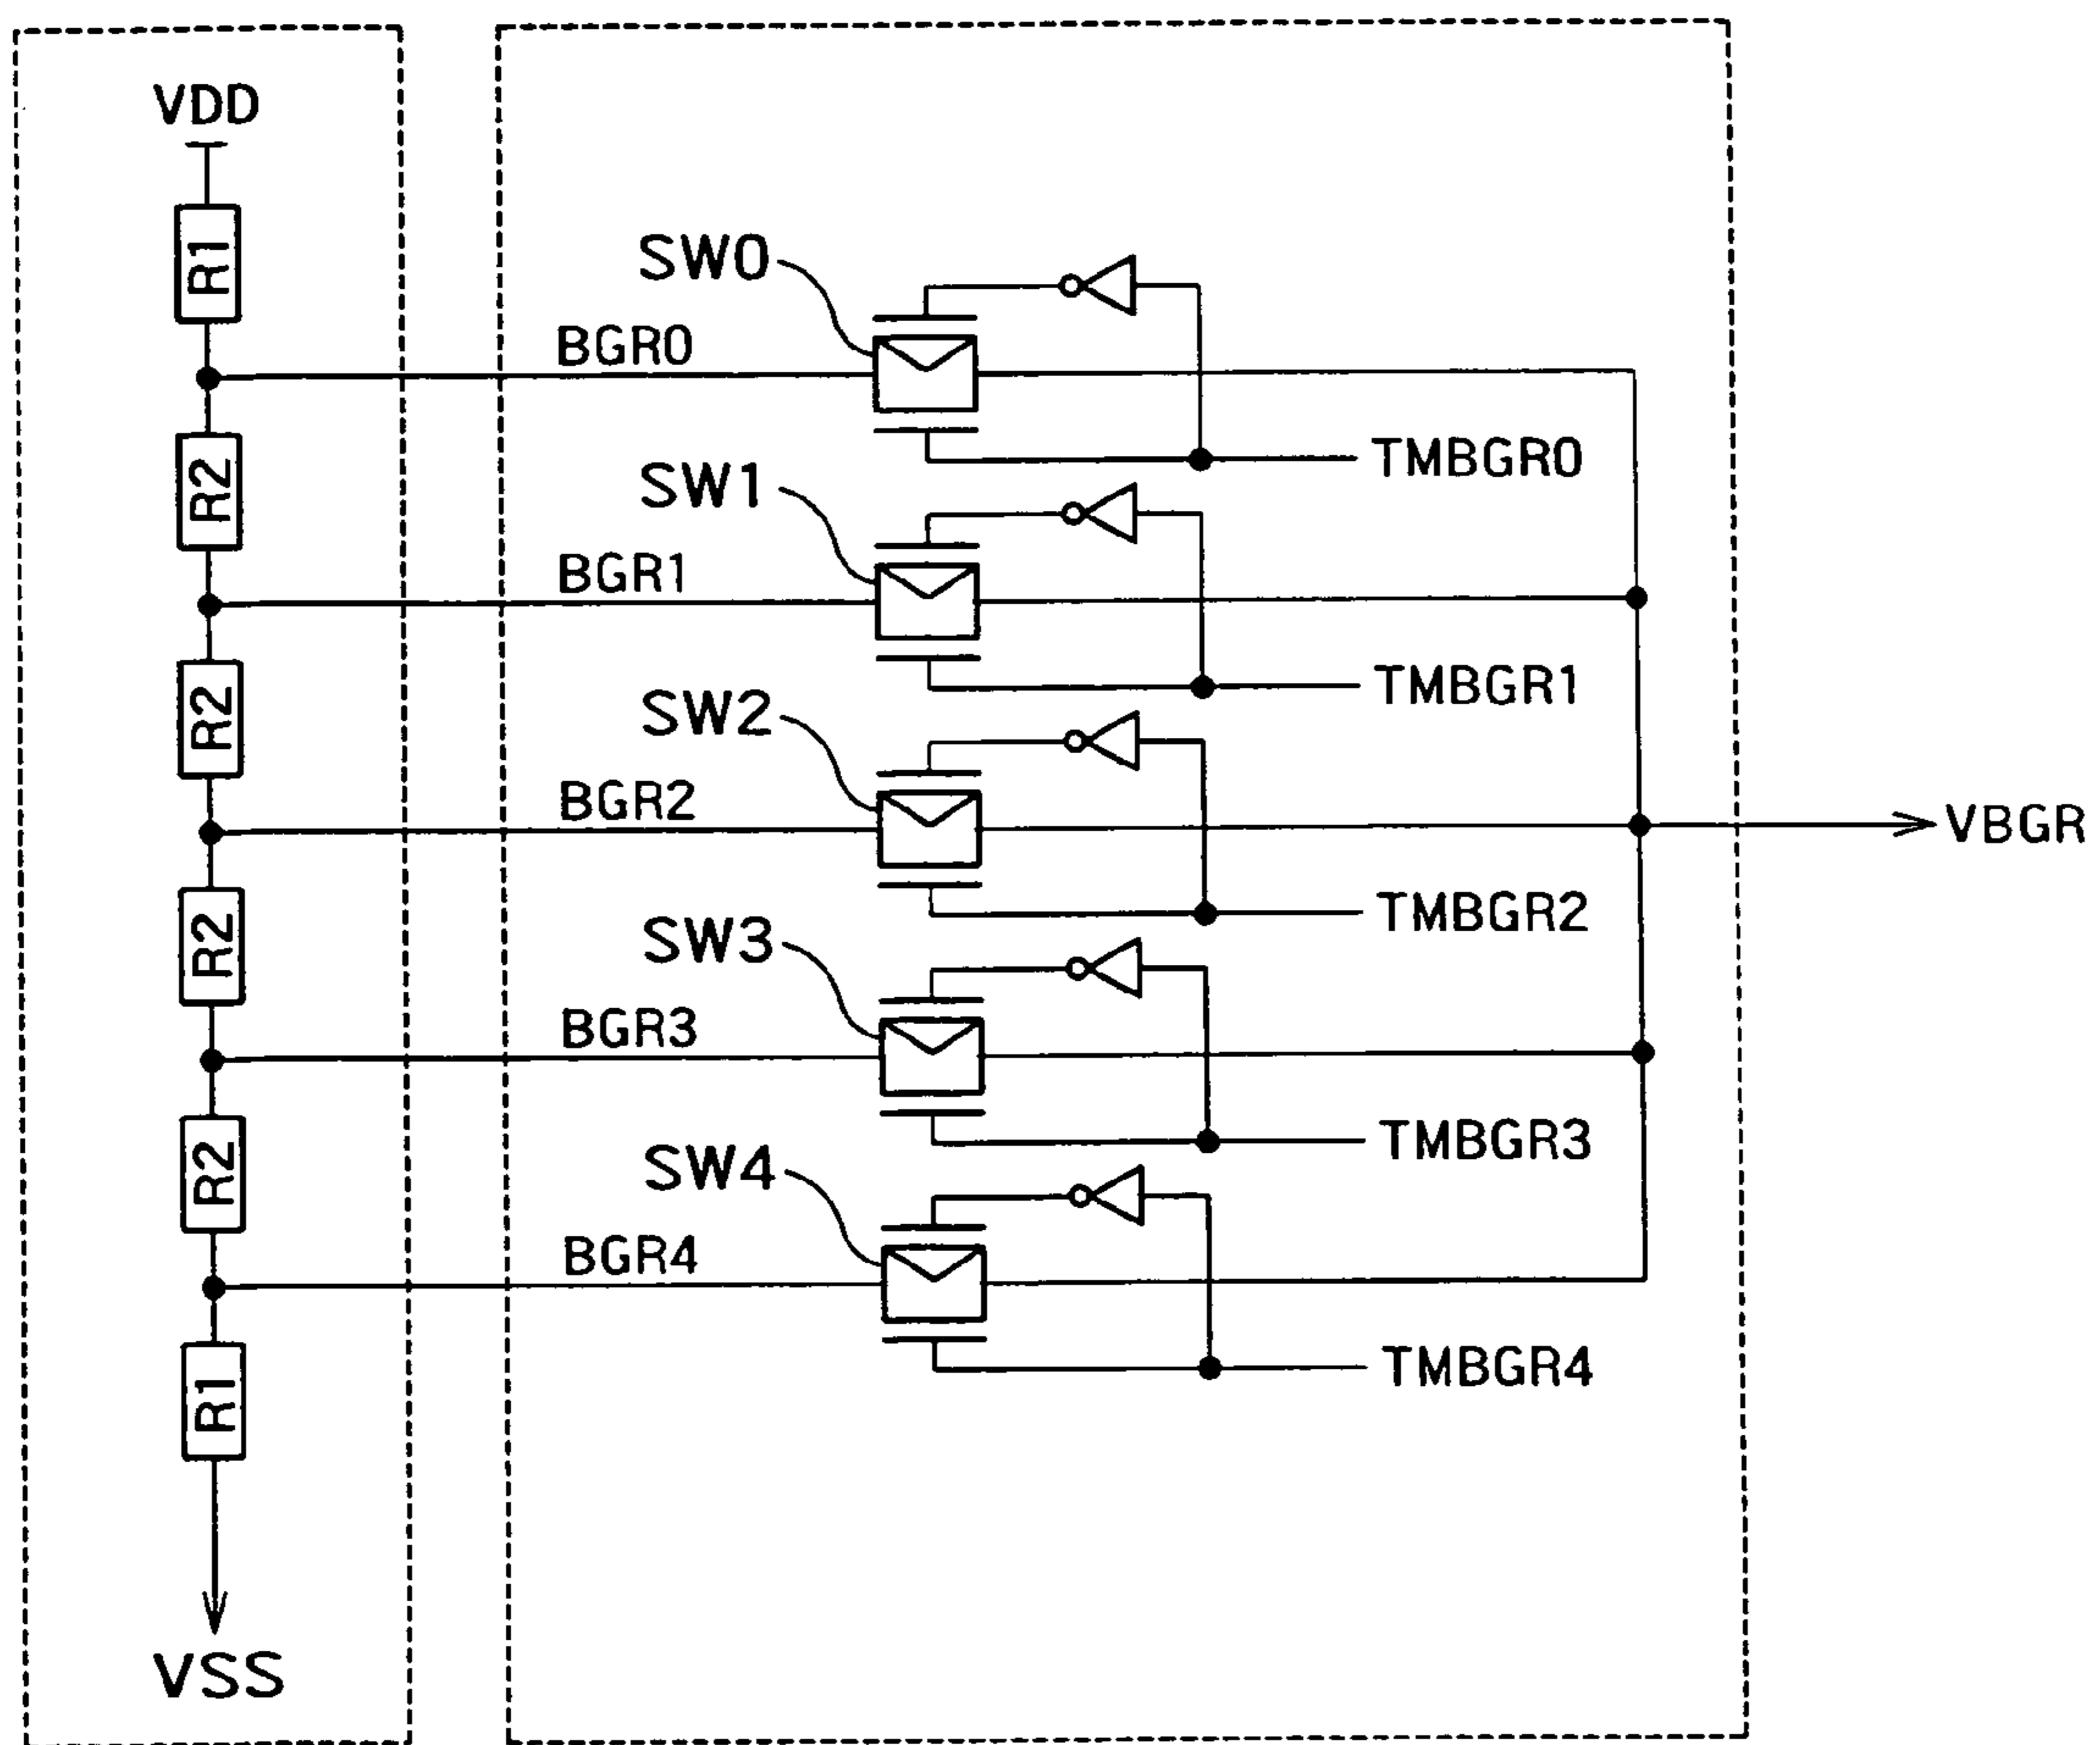 VDD
R1
SW0
BGR0
TMBGR0
R2
SW1
BGR1
TMBGR1
R2
SW2
BGR2
VBGR
TMBGR2
R2
SW3
BGR3
TMBGR3
R2
SW4
BGR4
TMBGR4
R1
VSS